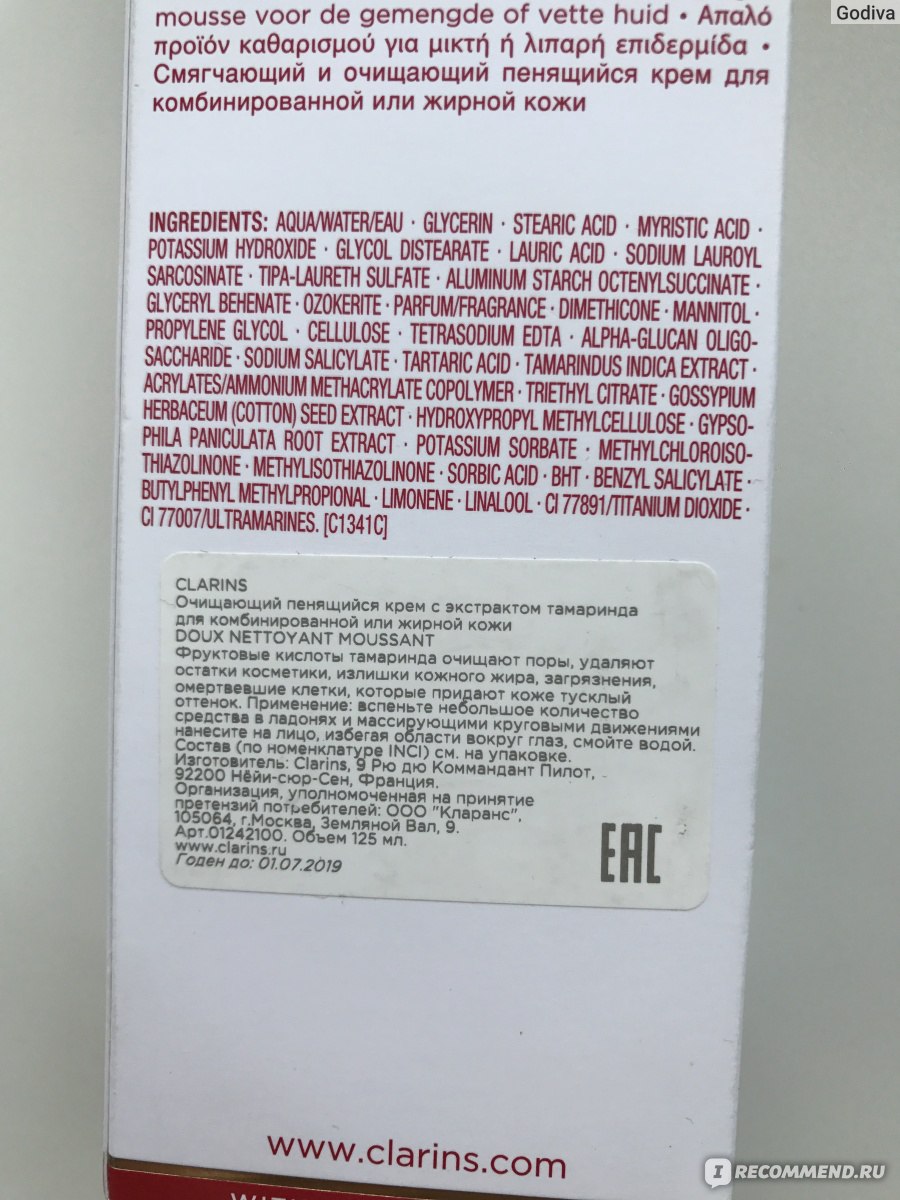 Godiva
mousse voor de gemengde of vette huid • Απαλό
προϊόν καθαρισμού για μικτή ή λιπαρή επιδερμίδα •
Смягчающий и очищающий пенящийся крем для
комбинированной или жирной кожи
INGREDIENTS: AQUA/WATER/EAU · GLYCERIN · STEARIC ACID · MYRISTIC ACID ·
POTASSIUM HYDROXIDE · GLYCOL DISTEARATE · LAURIC ACID · SODIUM LAUROYL
SARCOSINATE · TIPA-LAURETH SULFATE · ALUMINUM STARCH OCTENYLSUCCINATE ·
GLYCERYL BEHENATE · OZOKERITE · PARFUM/FRAGRANCE · DIMETHICONE · MANNITOL ·
PROPYLENE GLYCOL · CELLULOSE · TETRASODIUM EDTA · ALPHA-GLUCAN OLIGO-
SACCHARIDE · SODIUM SALICYLATE · TARTARIC ACID · TAMARINDUS INDICA EXTRACT ·
ACRYLATES/AMMONIUM METHACRYLATE COPOLYMER · TRIETHYL CITRATE · GOSSYPIUM
HERBACEUM (COTTON) SEED EXTRACT · HYDROXYPROPYL METHYLCELLULOSE · GYPSO-
PHILA PANICULATA ROOT EXTRACT · POTASSIUM SORBATE · METHYLCHLOROISO-
THIAZOLINONE · METHYLISOTHIAZOLINONE · SORBIC ACID · BHT · BENZYL SALICYLATE ·
BUTYLPHENYL METHYLPROPIONAL · LIMONENE · LINALOOL · CI 77891/TITANIUM DIOXIDE ·
CI 77007/ULTRAMARINES. [C1341C]
CLARINS
Очищающий пенящийся крем с экстрактом тамаринда
для комбинированной или жирной кожи
DOUX NETTOYANT MOUSSANT
Фруктовые кислоты тамаринда очищают поры, удаляют
остатки косметики, излишки кожного жира, загрязнения,
омертвевшие клетки, которые придают коже тусклый
оттенок. Применение: вспеньте небольшое количество
средства в ладонях и массирующими круговыми движениями
нанесите на лицо, избегая области вокруг глаз, смойте водой.
Состав (по номенклатуре INCI) см. на упаковке.
Изготовитель: Clarins, 9 Рю дю Коммандант Пилот,
92200 Нёйи-сюр-Сен, Франция.
Организация, уполномоченная на принятие
претензий потребителей: ООО "Кларанс",
105064, г.Москва, Земляной Вал, 9.
Арт.01242100. Объем 125 мл.
www.clarins.ru
Годен до: 01.07.2019
EAC
www.clarins.com
IRECOMMEND.RU